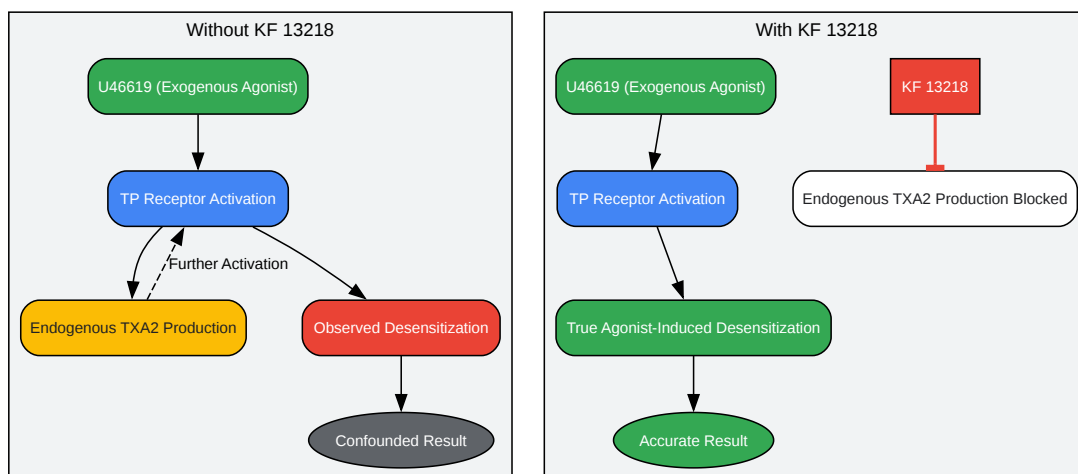 Without KF 13218
U46619 (Exogenous Agonist)
TP Receptor Activation
Further Activation
Endogenous TXA2 Production
Observed Desensitization
Confounded Result
With KF 13218
U46619 (Exogenous Agonist)
KF 13218
TP Receptor Activation
Endogenous TXA2 Production Blocked
True Agonist-Induced Desensitization
Accurate Result